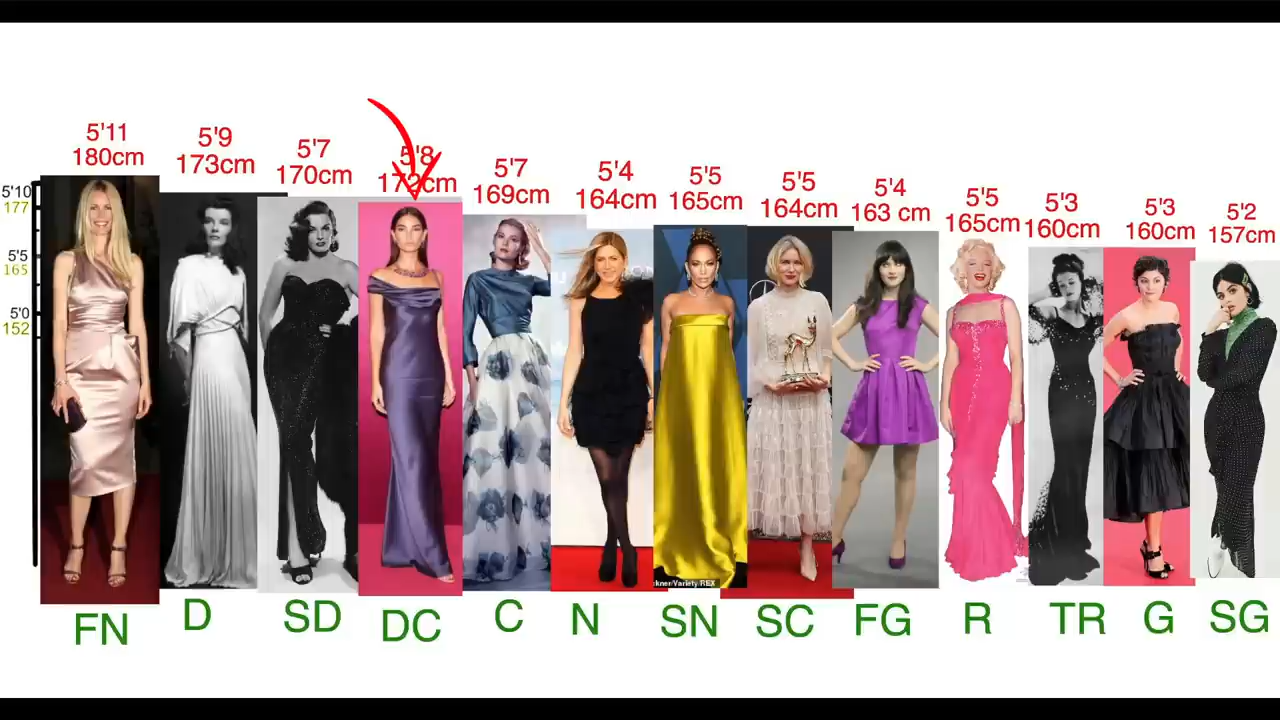 5'11
180cm
5'9
173cm
5'7
170cm
5'8
172cm
5'7
169cm
5'4
164cm
5'5
165cm
5'5
164cm
5'4
163 cm
5'5
165cm
5'3
160cm
5'3
160cm
5'2
157cm
5'10
177
5'5
165
5'0
152
ckner/Variety/REX
FN
D
SD
DC
C
N
SN
SC
FG
R
TR
G
SG